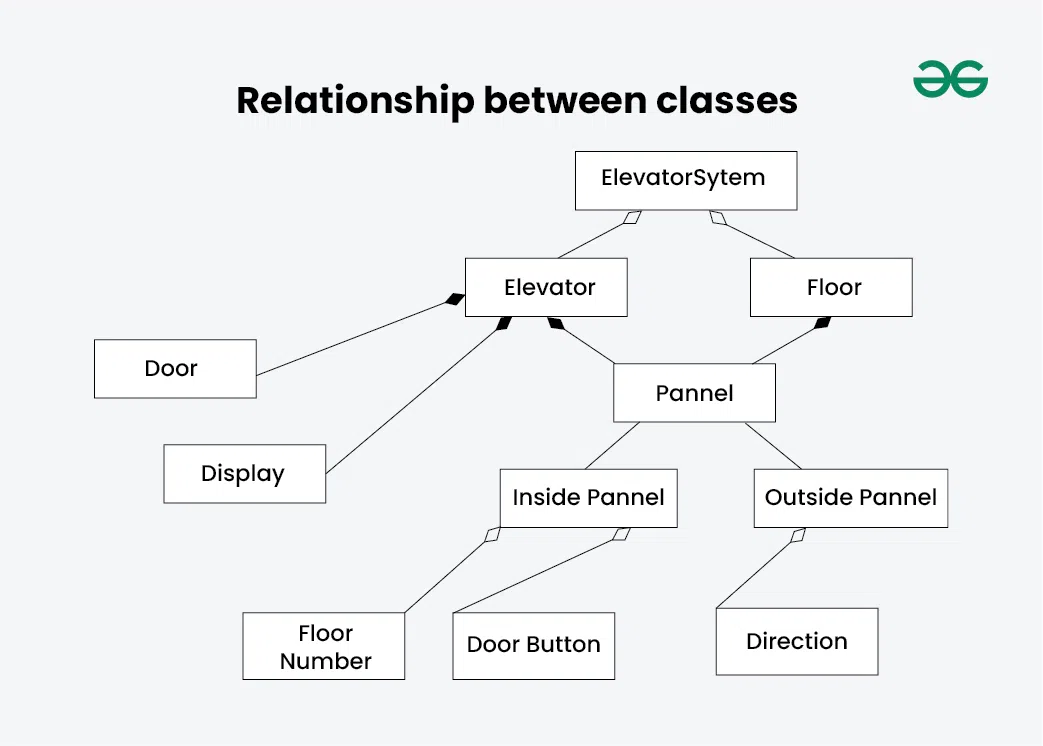 Relationship between classes
ElevatorSytem
Elevator
Floor
Door
Pannel
Display
Inside Pannel
Outside Pannel
Floor
Number
Door Button
Direction